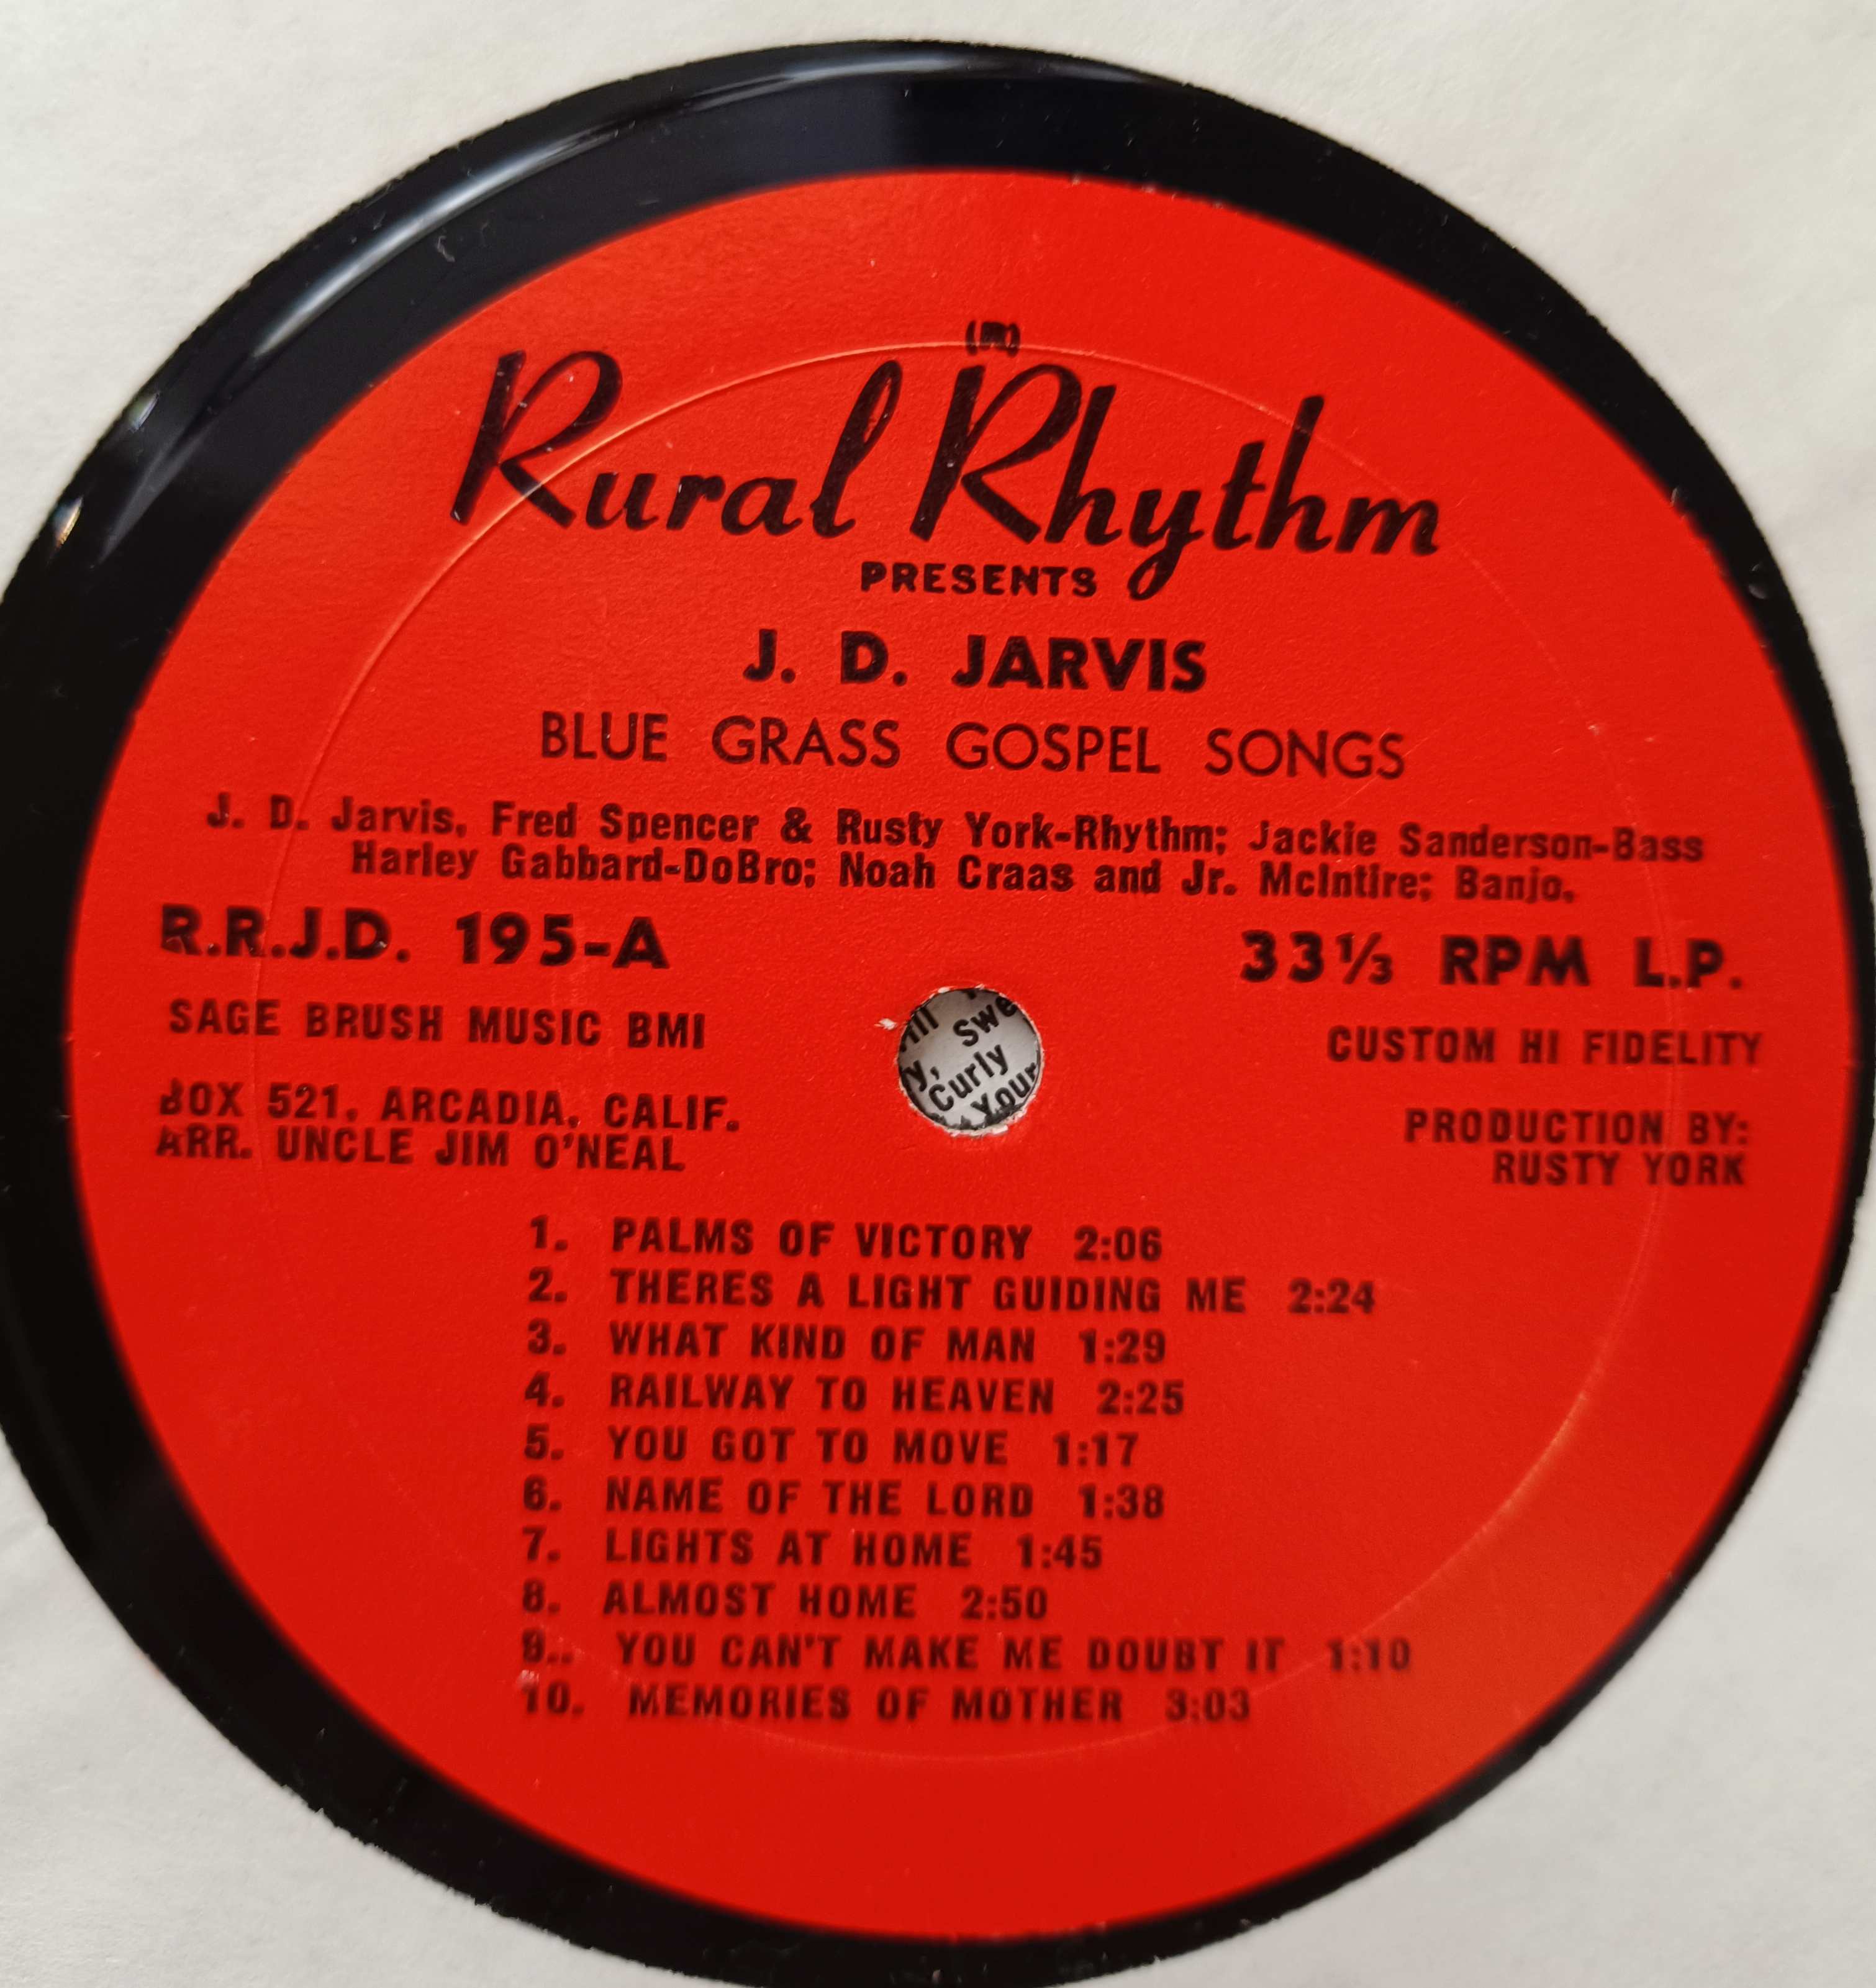 (R)
Rural Rhythm
PRESENTS
J. D. JARVIS
BLUE GRASS GOSPEL SONGS
J. D. Jarvis, Fred Spencer & Rusty York-Rhythm; Jackie Sanderson-Bass
Harley Gabbard-DoBro; Noah Craas and Jr. McIntire; Banjo.
R.R.J.D. 195-A
33⅓ RPM L.P.
SAGE BRUSH MUSIC BMI
CUSTOM HI FIDELITY
BOX 521, ARCADIA, CALIF.
ARR. UNCLE JIM O'NEAL
PRODUCTION BY:
RUSTY YORK
Curly
1. PALMS OF VICTORY 2:06
2. THERES A LIGHT GUIDING ME 2:24
3. WHAT KIND OF MAN 1:29
4. RAILWAY TO HEAVEN 2:25
5. YOU GOT TO MOVE 1:17
6. NAME OF THE LORD 1:38
7. LIGHTS AT HOME 1:45
8. ALMOST HOME 2:50
9.. YOU CAN'T MAKE ME DOUBT IT 1:10
10. MEMORIES OF MOTHER 3:03